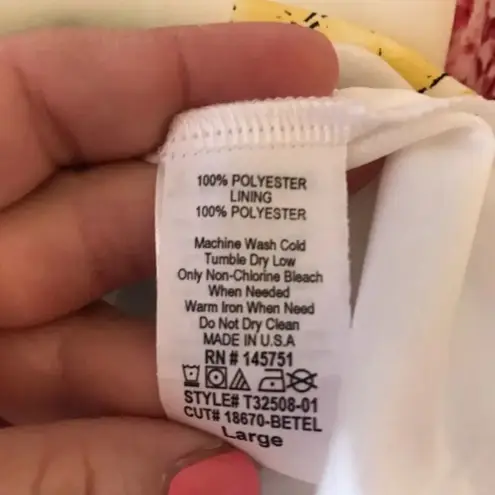 100% POLYESTER
LINING
100% POLYESTER
Machine Wash Cold
Tumble Dry Low
Only Non-Chlorine Bleach
When Needed
Warm Iron When Need
Do Not Dry Clean
MADE IN U.S.A
RN # 145751
STYLE# T32508-01
CUT# 18670-BETEL
Large